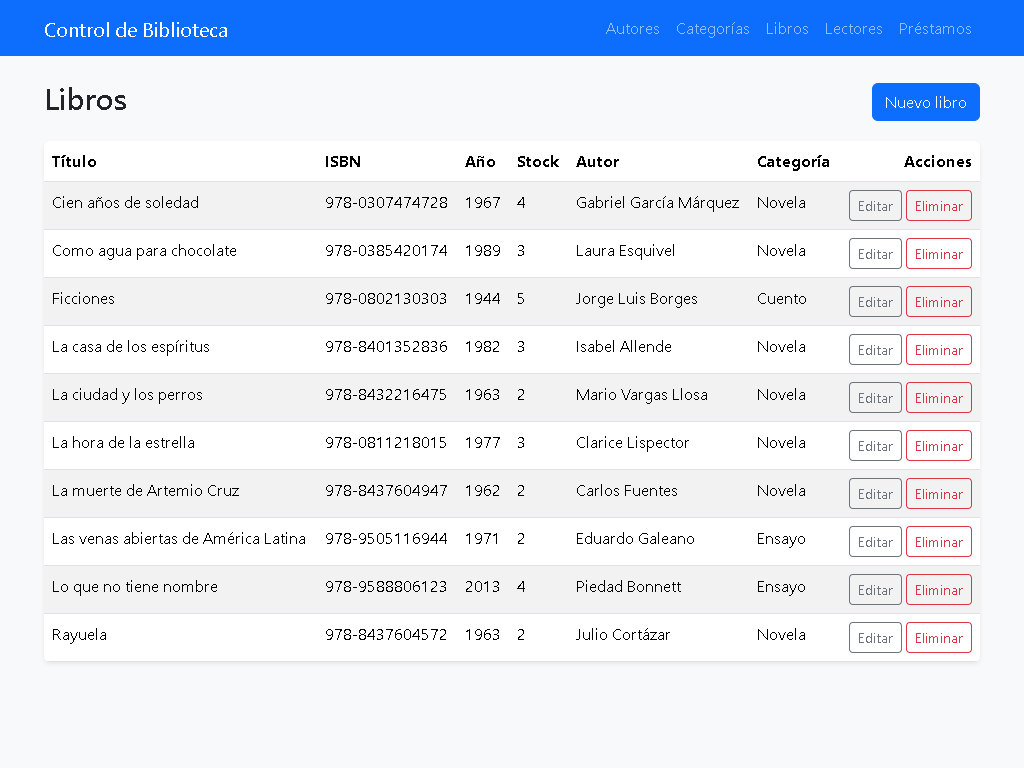 Control de Biblioteca Autores Categorías Libros Lectores Préstamos
Libros Nuevo libro
Título ISBN Año Stock Autor Categoría Acciones
Cien años de soledad 978-0307474728 1967 4 Gabriel García Márquez Novela Editar Eliminar
Como agua para chocolate 978-0385420174 1989 3 Laura Esquivel Novela Editar Eliminar
Ficciones 978-0802130303 1944 5 Jorge Luis Borges Cuento Editar Eliminar
La casa de los espíritus 978-8401352836 1982 3 Isabel Allende Novela Editar Eliminar
La ciudad y los perros 978-8432216475 1963 2 Mario Vargas Llosa Novela Editar Eliminar
La hora de la estrella 978-0811218015 1977 3 Clarice Lispector Novela Editar Eliminar
La muerte de Artemio Cruz 978-8437604947 1962 2 Carlos Fuentes Novela Editar Eliminar
Las venas abiertas de América Latina 978-9505116944 1971 2 Eduardo Galeano Ensayo Editar Eliminar
Lo que no tiene nombre 978-9588806123 2013 4 Piedad Bonnett Ensayo Editar Eliminar
Rayuela 978-8437604572 1963 2 Julio Cortázar Novela Editar Eliminar